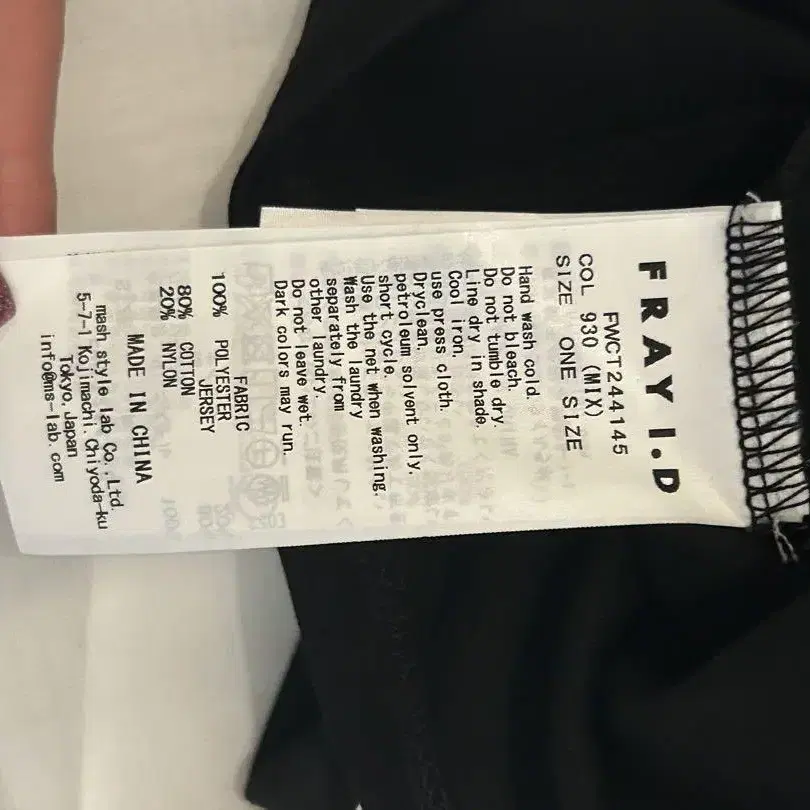 FRAY I.D
FWCT244145
COL 930 (MIX)
SIZE ONE SIZE
Hand wash cold.
Do not bleach.
Do not tumble dry.
Line dry in shade.
Cool iron.
use press cloth.
Dryclean.
petroleum solvent only.
short cycle.
Use the net when washing.
Wash the laundry
separately from
other laundry.
Do not leave wet.
Dark colors may run.
FABRIC
100% POLYESTER
JERSEY
80% COTTON
20% NYLON
MADE IN CHINA
mash style lab Co,.Ltd.
5-7-1 Kojimachi, Chiyoda-ku
Tokyo, Japan
info@ms-lab.com